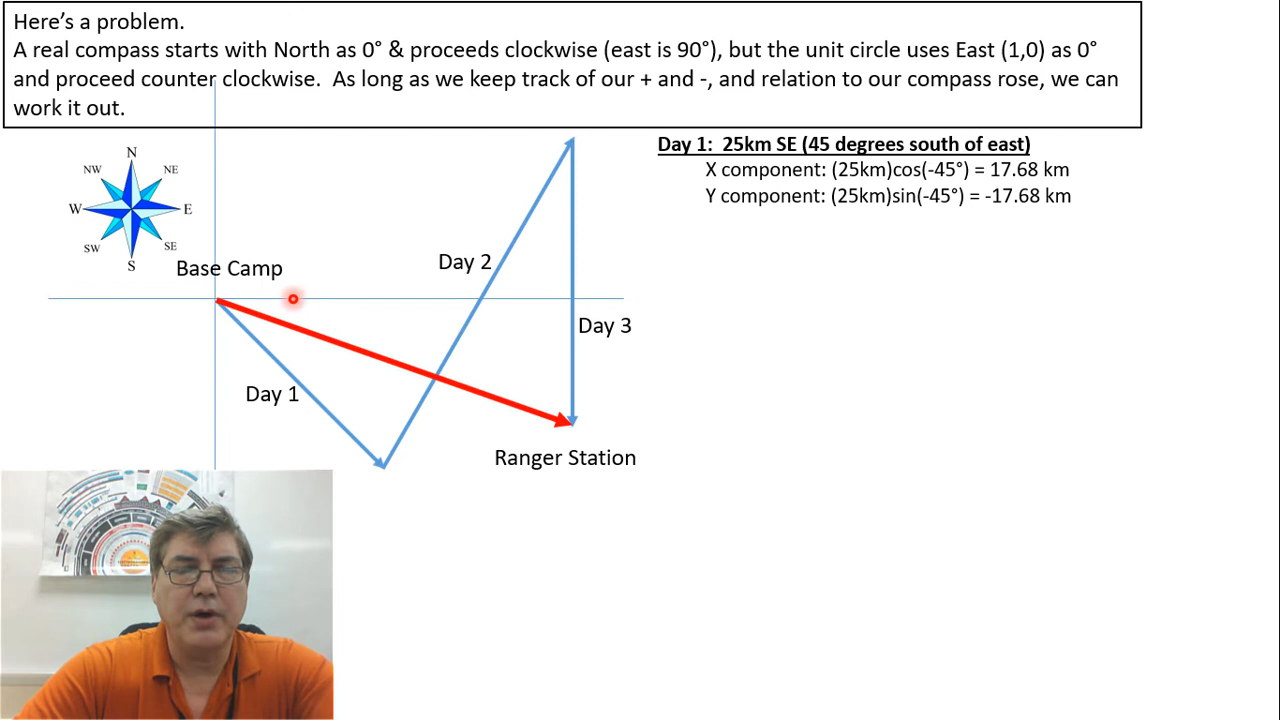 Here's a problem.
A real compass starts with North as 0° & proceeds clockwise (east is 90°), but the unit circle uses East (1,0) as 0°
and proceed counter clockwise.  As long as we keep track of our + and -, and relation to our compass rose, we can
work it out.
Day 1:  25km SE (45 degrees south of east)
X component: (25km)cos(-45°) = 17.68 km
Y component: (25km)sin(-45°) = -17.68 km
N
NW
NE
W
E
SW
SE
S
Base Camp
Day 2
Day 3
Day 1
Ranger Station